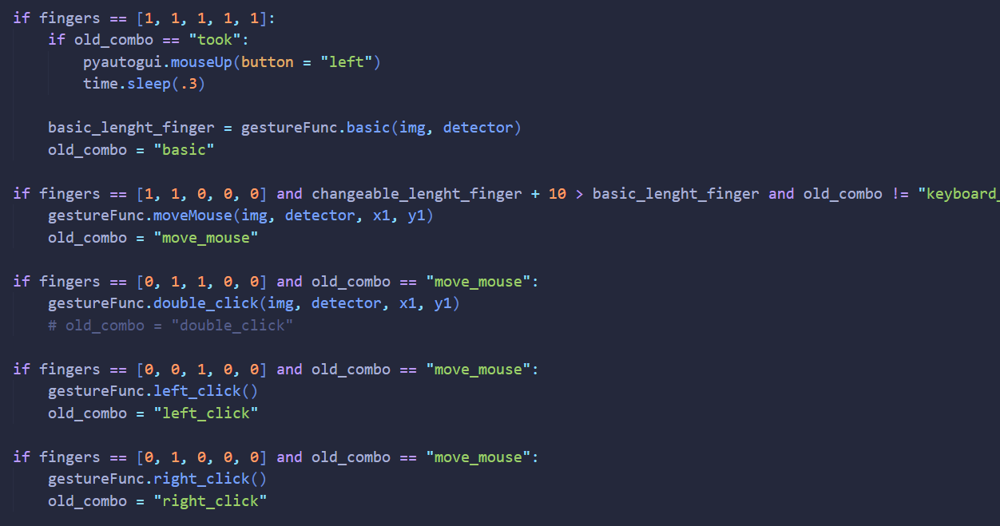 if fingers == [1, 1, 1, 1, 1]:
    if old_combo == "took":
        pyautogui.mouseUp(button = "left")
        time.sleep(.3)

    basic_lenght_finger = gestureFunc.basic(img, detector)
    old_combo = "basic"

if fingers == [1, 1, 0, 0, 0] and changeable_lenght_finger + 10 > basic_lenght_finger and old_combo != "keyboard_
    gestureFunc.moveMouse(img, detector, x1, y1)
    old_combo = "move_mouse"

if fingers == [0, 1, 1, 0, 0] and old_combo == "move_mouse":
    gestureFunc.double_click(img, detector, x1, y1)
    # old_combo = "double_click"

if fingers == [0, 0, 1, 0, 0] and old_combo == "move_mouse":
    gestureFunc.left_click()
    old_combo = "left_click"

if fingers == [0, 1, 0, 0, 0] and old_combo == "move_mouse":
    gestureFunc.right_click()
    old_combo = "right_click"